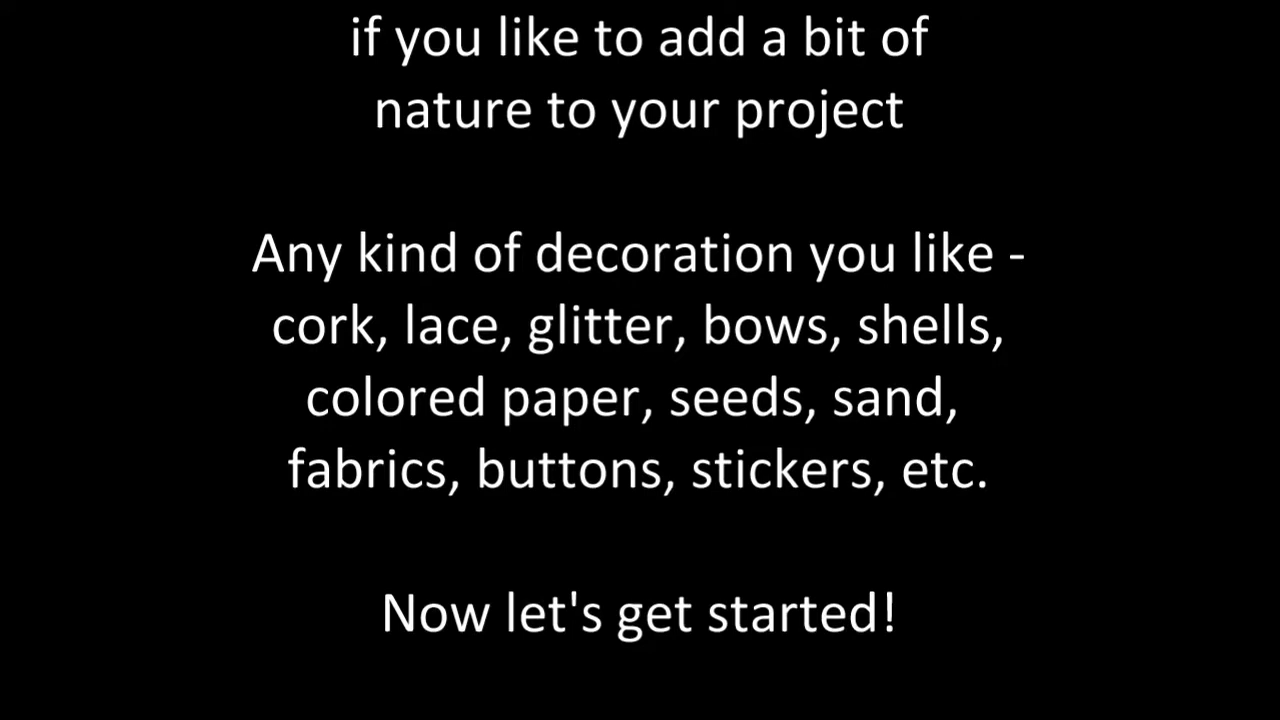 if you like to add a bit of
nature to your project
Any kind of decoration you like -
cork, lace, glitter, bows, shells,
colored paper, seeds, sand,
fabrics, buttons, stickers, etc.
Now let's get started!